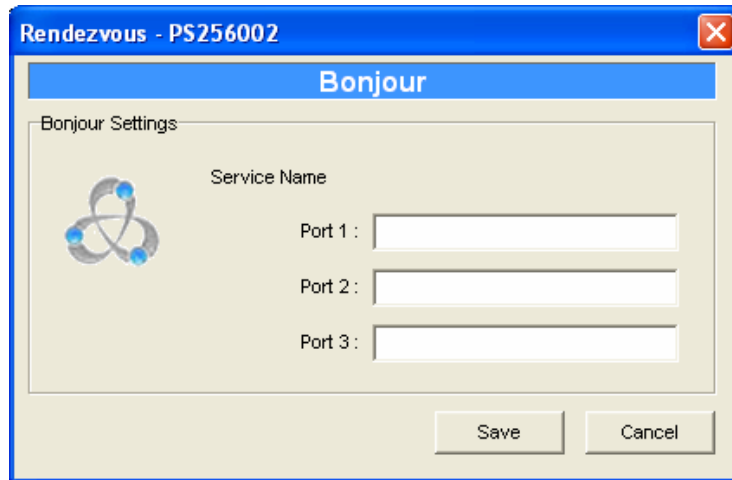 Rendezvous - PS256002
Bonjour
Bonjour Settings
Service Name
Port 1 :
Port 2 :
Port 3 :
Save Cancel